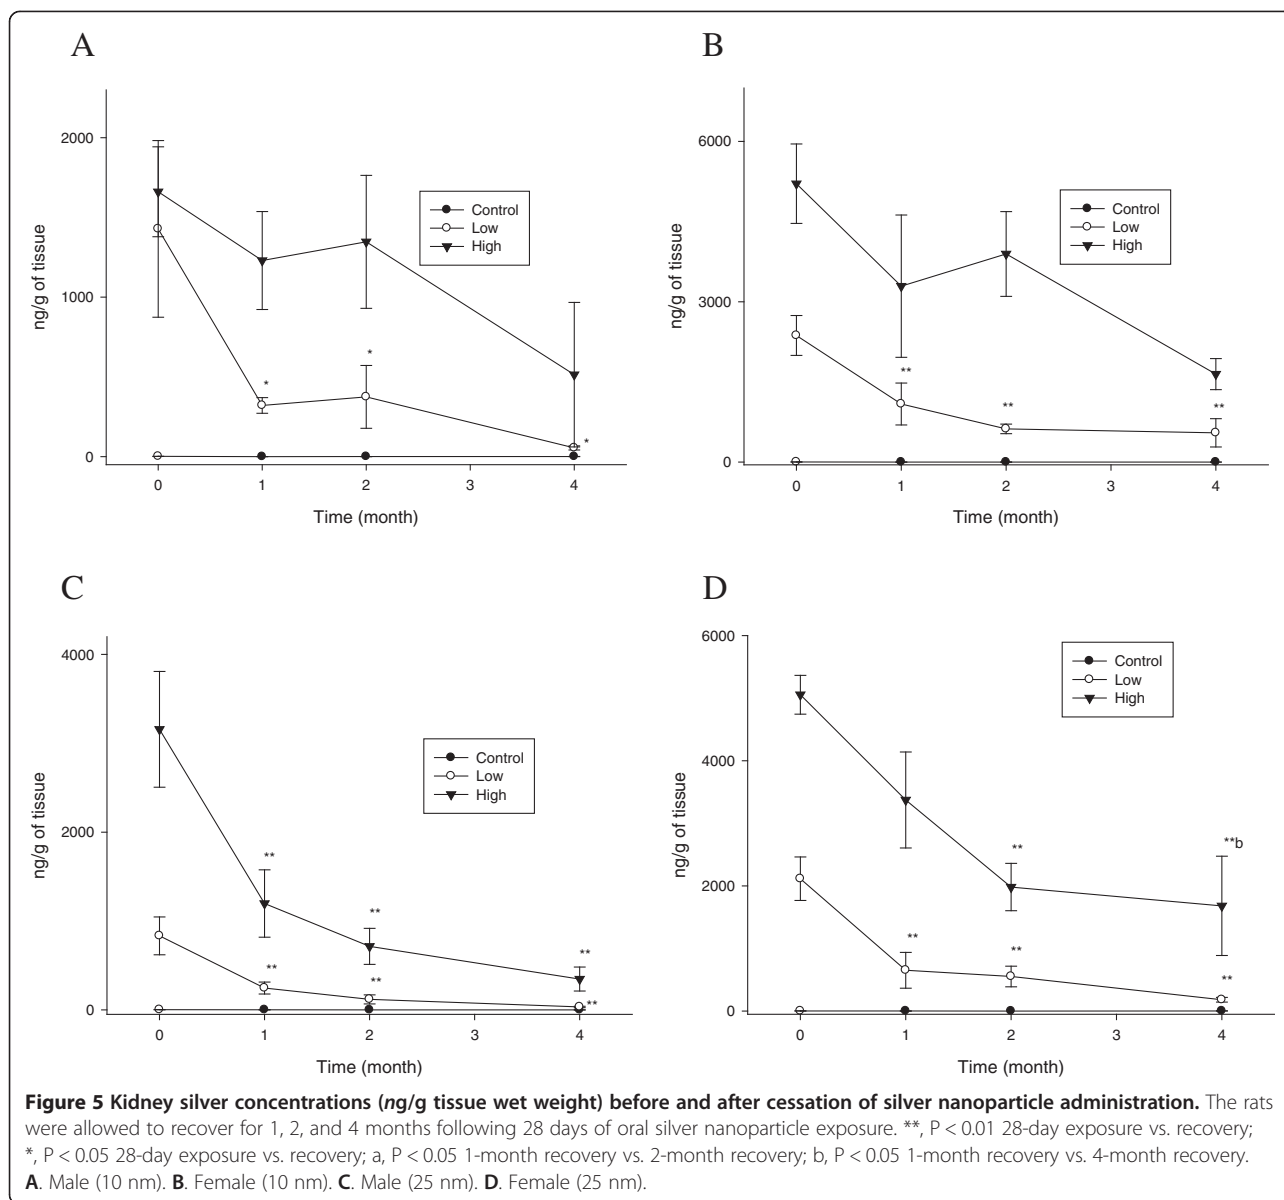 A
ng/g of tissue
2000
1000
0
Control
Low
High
*
*
*
0 1 2 3 4
Time (month)
B
ng/g of tissue
6000
3000
0
Control
Low
High
**
**
**
0 1 2 3 4
Time (month)
C
ng/g of tissue
4000
2000
0
Control
Low
High
**
**
**
**
**
**
0 1 2 3 4
Time (month)
D
ng/g of tissue
6000
4000
2000
0
Control
Low
High
**
**b
**
**
**
0 1 2 3 4
Time (month)
Figure 5 Kidney silver concentrations (ng/g tissue wet weight) before and after cessation of silver nanoparticle administration. The rats
were allowed to recover for 1, 2, and 4 months following 28 days of oral silver nanoparticle exposure. **, P < 0.01 28-day exposure vs. recovery;
*, P < 0.05 28-day exposure vs. recovery; a, P < 0.05 1-month recovery vs. 2-month recovery; b, P < 0.05 1-month recovery vs. 4-month recovery.
A. Male (10 nm). B. Female (10 nm). C. Male (25 nm). D. Female (25 nm).